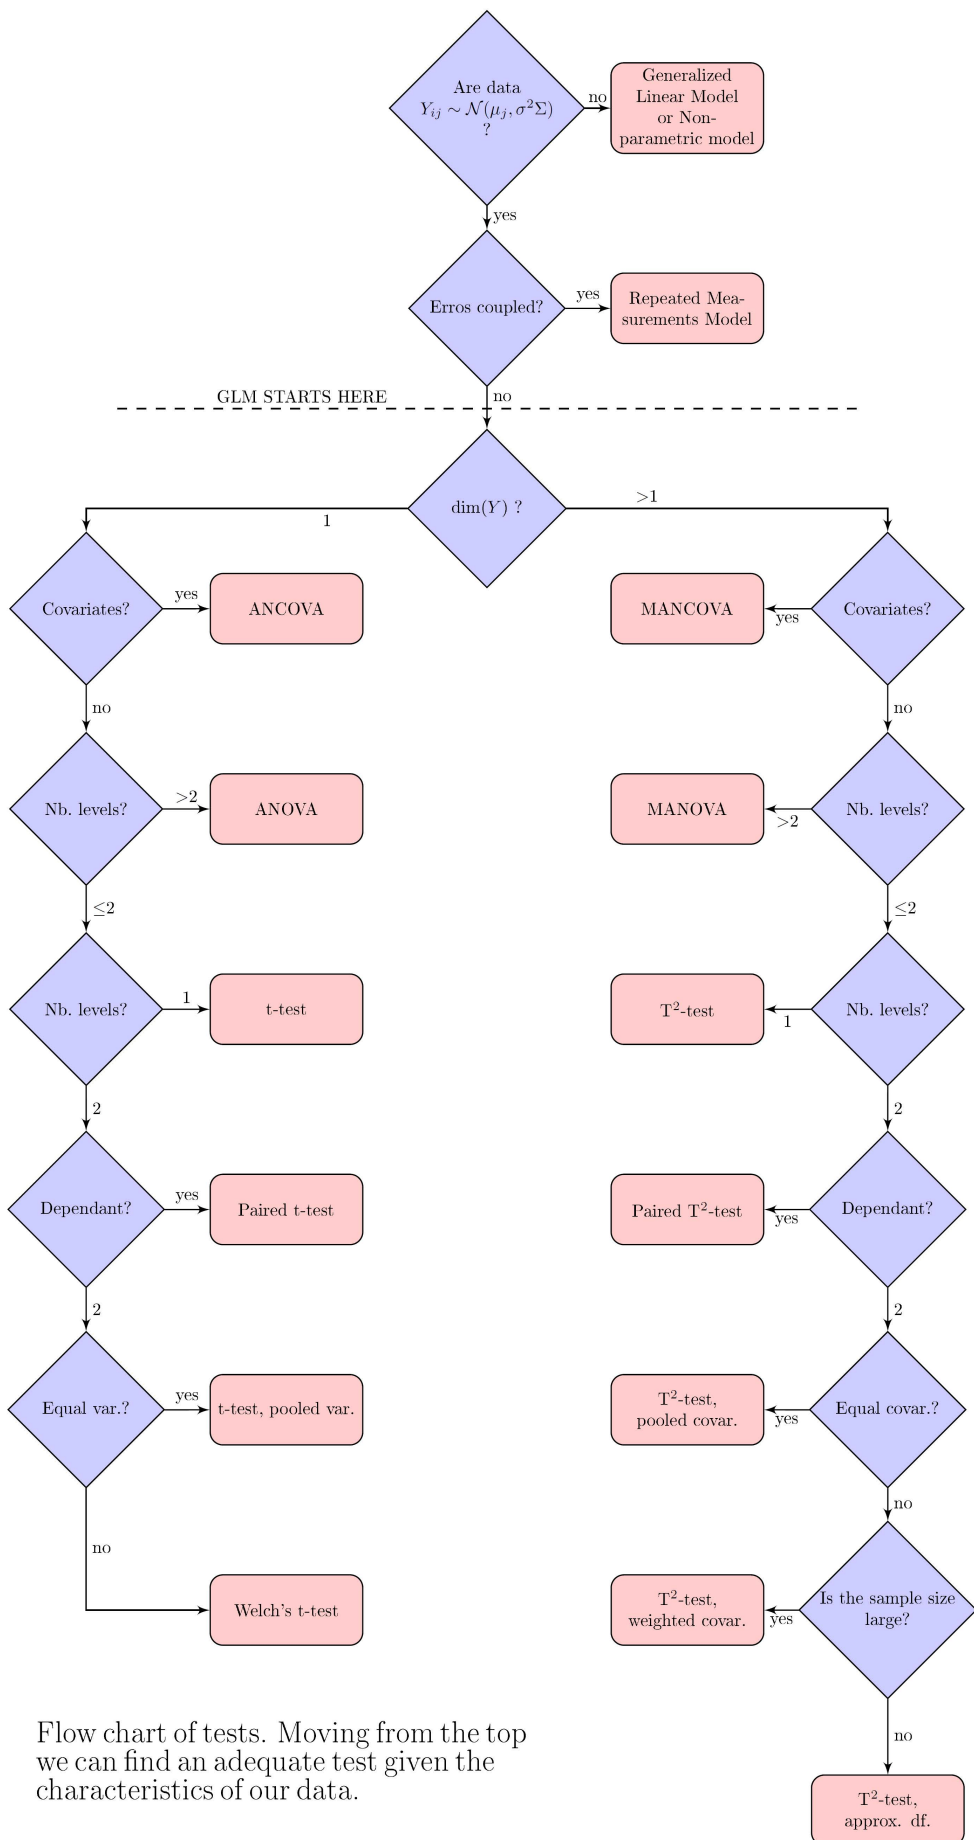 Are data
Y_{ij} ∼ 𝒩(μ_j, σ²Σ)
?
no
Generalized
Linear Model
or Non-
parametric model
yes
Erros coupled?
yes
Repeated Mea-
surements Model
no
GLM STARTS HERE
dim(Y) ?
1
>1
Covariates?
yes
ANCOVA
MANCOVA
yes
Covariates?
no
no
Nb. levels?
>2
ANOVA
MANOVA
>2
Nb. levels?
≤2
≤2
Nb. levels?
1
t-test
T²-test
1
Nb. levels?
2
2
Dependant?
yes
Paired t-test
Paired T²-test
yes
Dependant?
2
2
Equal var.?
yes
t-test, pooled var.
T²-test,
pooled covar.
yes
Equal covar.?
no
no
Welch's t-test
T²-test,
weighted covar.
yes
Is the sample size
large?
no
T²-test,
approx. df.
Flow chart of tests. Moving from the top
we can find an adequate test given the
characteristics of our data.